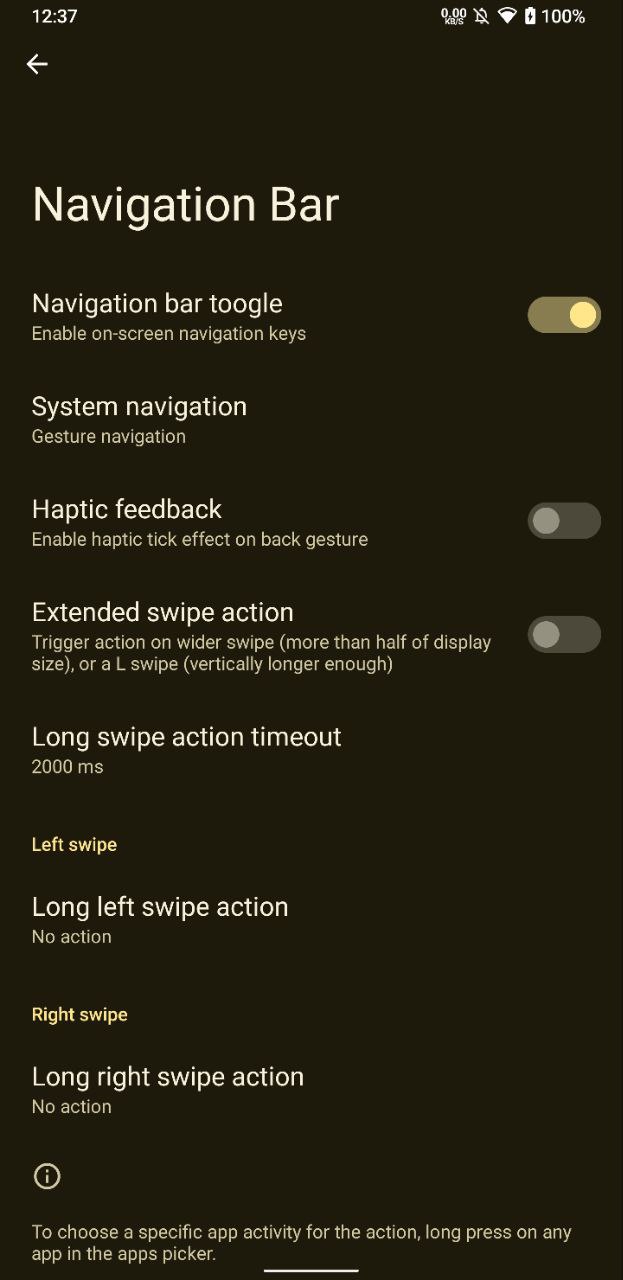 12:37
0.00
KB/S
100%
Navigation Bar
Navigation bar toogle
Enable on-screen navigation keys
System navigation
Gesture navigation
Haptic feedback
Enable haptic tick effect on back gesture
Extended swipe action
Trigger action on wider swipe (more than half of display
size), or a L swipe (vertically longer enough)
Long swipe action timeout
2000 ms
Left swipe
Long left swipe action
No action
Right swipe
Long right swipe action
No action
To choose a specific app activity for the action, long press on any
app in the apps picker.